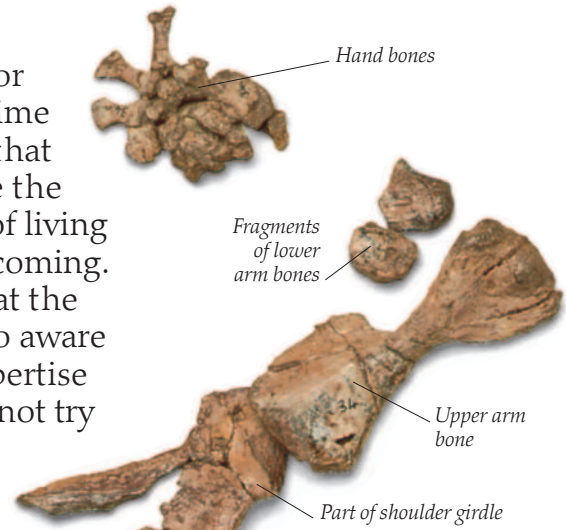 or
ime
hat
e the
of living
coming.
at the
o aware
pertise
not try
Hand bones
Fragments
of lower
arm bones
Upper arm
bone
Part of shoulder girdle